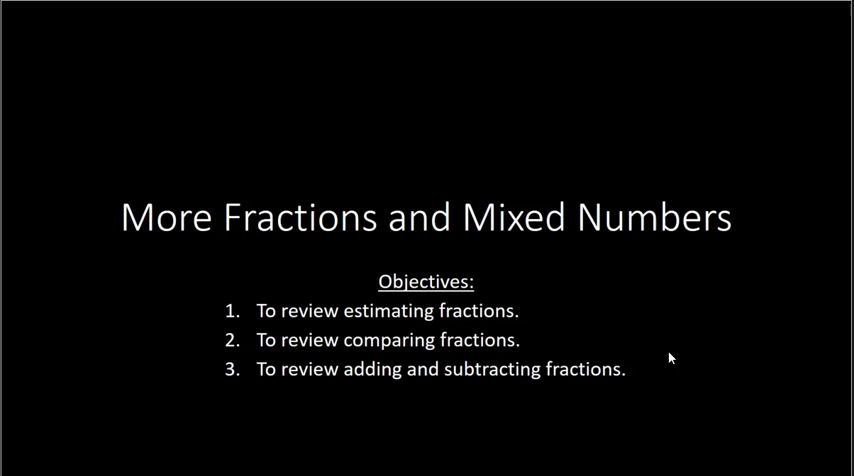 More Fractions and Mixed Numbers
Objectives:
1. To review estimating fractions.
2. To review comparing fractions.
3. To review adding and subtracting fractions.